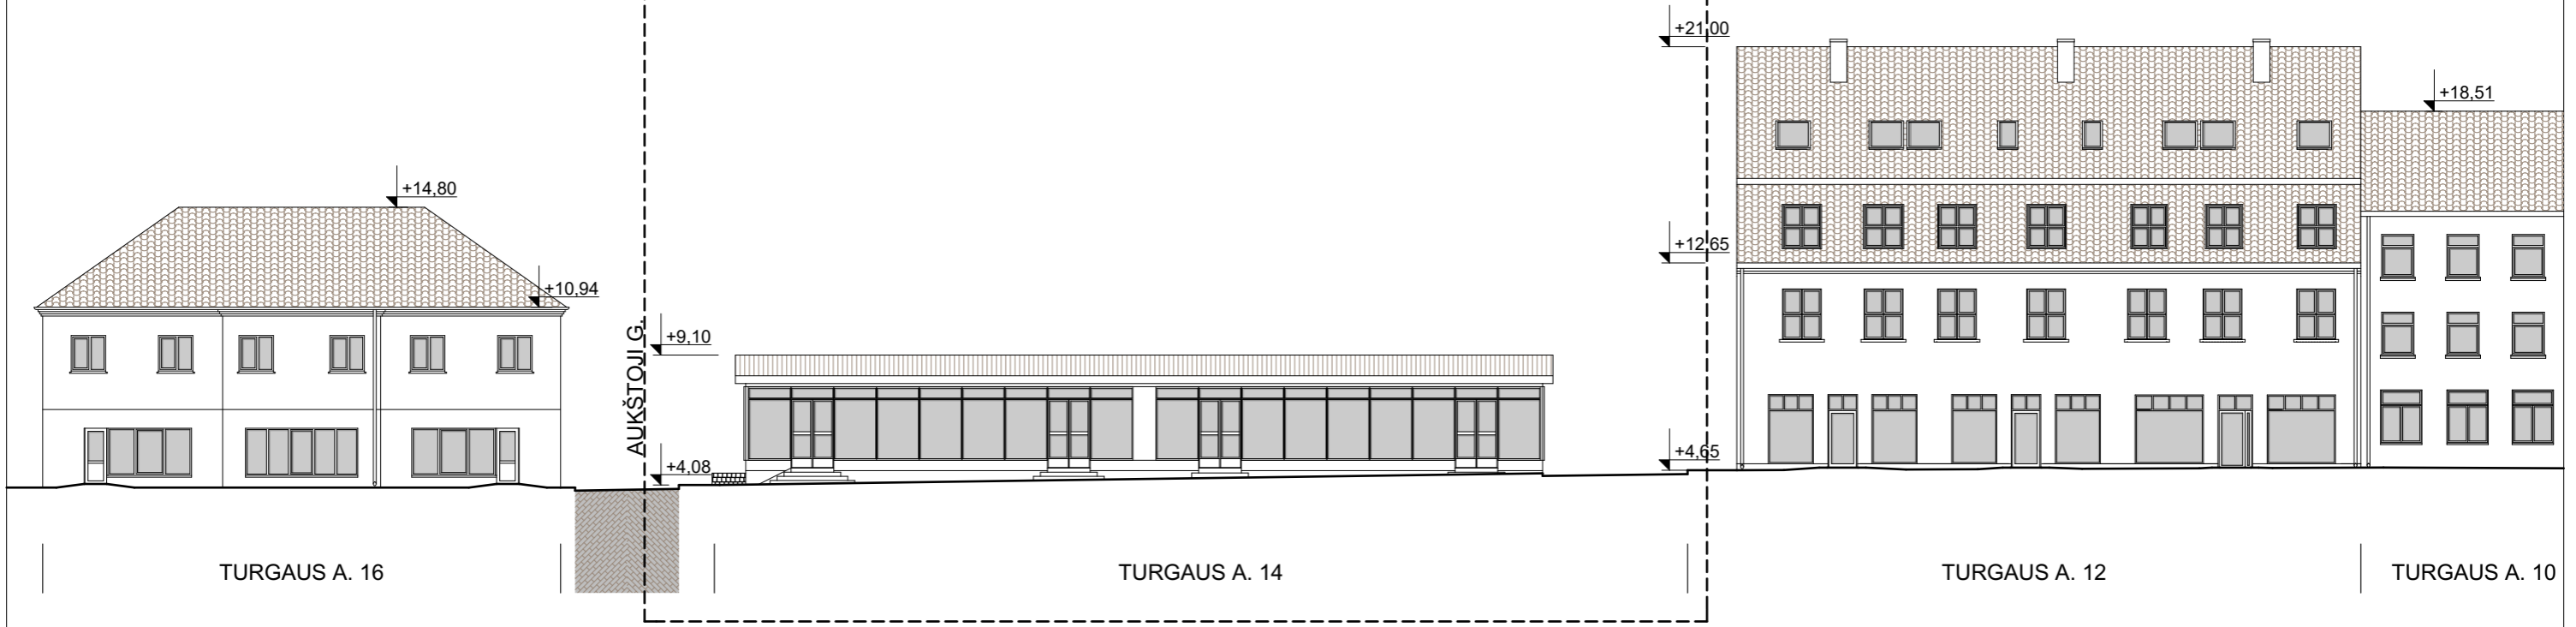 +21,00
+18,51
+14,80
+12,65
+10,94
+9,10
AUKŠTOJI G.
+4,08
+4,65
TURGAUS A. 16
TURGAUS A. 14
TURGAUS A. 12
TURGAUS A. 10